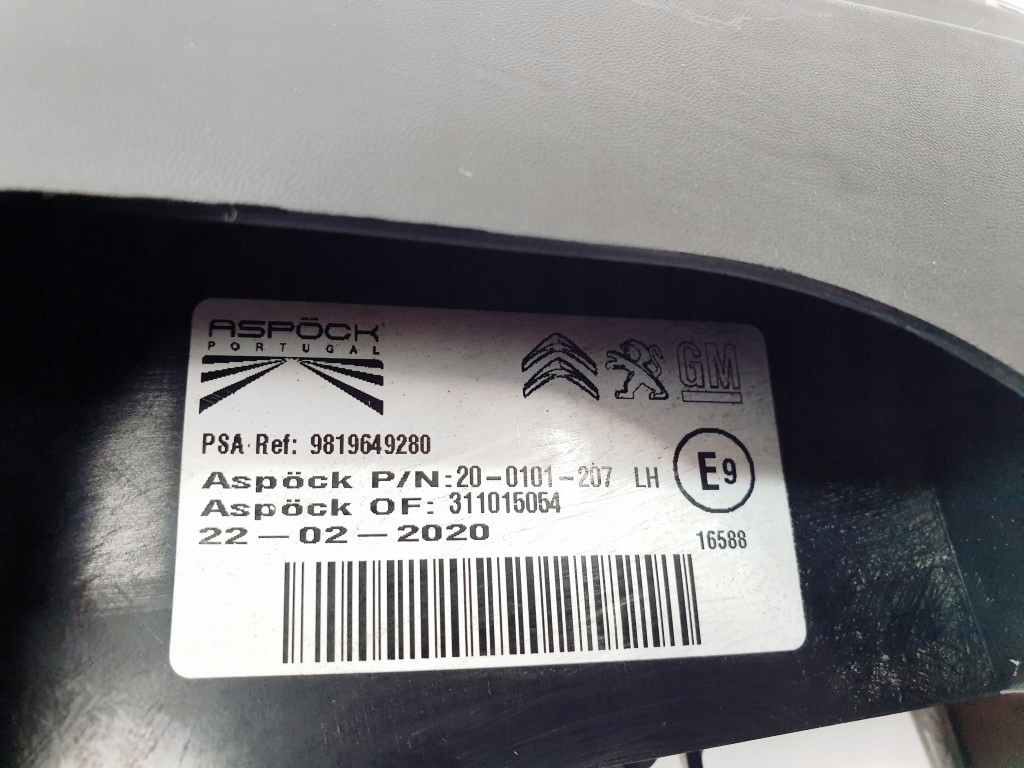 ASPÖCK
PORTUGAL
GM
PSA Ref: 9819649280
Aspöck P/N:20-0101-207 LH
E9
Aspöck OF: 311015054
22-02-2020
16588